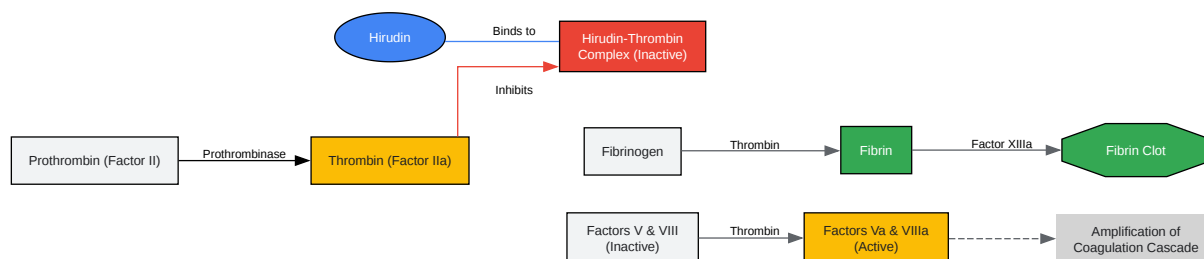 Hirudin
Binds to
Hirudin-Thrombin
Complex (Inactive)
Inhibits
Prothrombin (Factor II)
Prothrombinase
Thrombin (Factor IIa)
Fibrinogen
Thrombin
Fibrin
Factor XIIIa
Fibrin Clot
Factors V & VIII
(Inactive)
Thrombin
Factors Va & VIIIa
(Active)
Amplification of
Coagulation Cascade